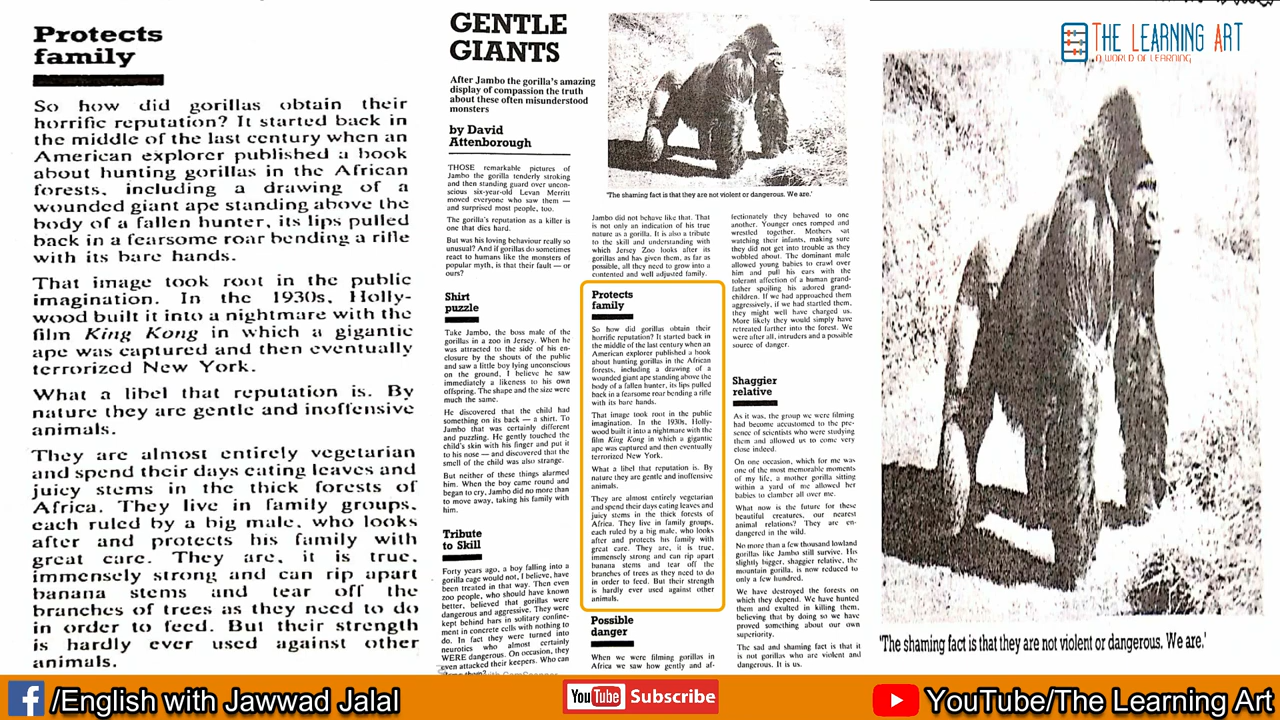 Protects
family
So how did gorillas obtain their
horrific reputation? It started back in
the middle of the last century when an
American explorer published a book
about hunting gorillas in the African
forests, including a drawing of a
wounded giant ape standing above the
body of a fallen hunter, its lips pulled
back in a fearsome roar bending a rifle
with its bare hands.
That image took root in the public
imagination. In the 1930s, Holly-
wood built it into a nightmare with the
film King Kong in which a gigantic
ape was captured and then eventually
terrorized New York.
What a libel that reputation is. By
nature they are gentle and inoffensive
animals.
They are almost entirely vegetarian
and spend their days eating leaves and
juicy stems in the thick forests of
Africa. They live in family groups,
each ruled by a big male, who looks
after and protects his family with
great care. They are, it is true,
immensely strong and can rip apart
banana stems and tear off the
branches of trees as they need to do
in order to feed. But their strength
is hardly ever used against other
animals.
GENTLE
GIANTS
After Jambo the gorilla's amazing
display of compassion the truth
about these often misunderstood
monsters
by David
Attenborough
THOSE remarkable pictures of
Jambo the gorilla tenderly stroking
and then standing guard over uncon-
scious six-year-old Levan Merritt
moved everyone who saw them —
and surprised most people, too.
The gorilla's reputation as a killer is
one that dies hard.
But was his loving behaviour really so
unusual? And if gorillas do sometimes
react to humans like the monsters of
popular myth, is that their fault — or
ours?
Shirt
puzzle
Take Jambo, the boss male of the
gorillas in a zoo in Jersey. When he
was attracted to the side of his en-
closure by the shouts of the public
and saw a little boy lying unconscious
on the ground, I believe he saw
immediately a likeness to his own
offspring. The shape and the size were
much the same.
He discovered that the child had
something on its back — a shirt. To
Jambo that was certainly different
and puzzling. He gently touched the
child's skin with his finger and put it
to his nose — and discovered that the
smell of the child was also strange.
But neither of these things alarmed
him. When the boy came round and
began to cry, Jambo did no more than
to move away, taking his family with
him.
Tribute
to Skill
Forty years ago, a boy falling into a
gorilla cage would not, I believe, have
been treated in that way. Then even
zoo people, who should have known
better, believed that gorillas were
dangerous and aggressive. They were
kept behind bars in solitary confine-
ment in concrete cells with nothing to
do. In fact they were turned into
neurotics who almost certainly
WERE dangerous. On occasion, they
even attacked their keepers. Who can
'The shaming fact is that they are not violent or dangerous. We are.'
Jambo did not behave like that. That
is not only an indication of his true
nature as a gorilla. It is also a tribute
to the skill and understanding with
which Jersey Zoo looks after its
gorillas and has given them, as far as
possible, all they need to grow into a
contented and well adjusted family.
Protects
family
So how did gorillas obtain their
horrific reputation? It started back in
the middle of the last century when an
American explorer published a book
about hunting gorillas in the African
forests, including a drawing of a
wounded giant ape standing above the
body of a fallen hunter, its lips pulled
back in a fearsome roar bending a rifle
with its bare hands.
That image took root in the public
imagination. In the 1930s, Holly-
wood built it into a nightmare with the
film King Kong in which a gigantic
ape was captured and then eventually
terrorized New York.
What a libel that reputation is. By
nature they are gentle and inoffensive
animals.
They are almost entirely vegetarian
and spend their days eating leaves and
juicy stems in the thick forests of
Africa. They live in family groups,
each ruled by a big male, who looks
after and protects his family with
great care. They are, it is true,
immensely strong and can rip apart
banana stems and tear off the
branches of trees as they need to do
in order to feed. But their strength
is hardly ever used against other
animals.
Possible
danger
When we were filming gorillas in
Africa we saw how gently and af-
fectionately they behaved to one
another. Younger ones romped and
wrestled together. Mothers sat
watching their infants, making sure
they did not get into trouble as they
wobbled about. The dominant male
allowed young babies to crawl over
him and pull his ears with the
tolerant affection of a human grand-
father spoiling his adored grand-
children. If we had approached them
aggressively, if we had startled them,
they might well have charged us.
More likely they would simply have
retreated farther into the forest. We
were after all, intruders and a possible
source of danger.
Shaggier
relative
As it was, the group we were filming
had become accustomed to the pre-
sence of scientists who were studying
them and allowed us to come very
close indeed.
On one occasion, which for me was
one of the most memorable moments
of my life, a mother gorilla sitting
within a yard of me allowed her
babies to clamber all over me.
What now is the future for these
beautiful creatures, our nearest
animal relations? They are en-
dangered in the wild.
No more than a few thousand lowland
gorillas like Jambo still survive. His
slightly bigger, shaggier relative, the
mountain gorilla, is now reduced to
only a few hundred.
We have destroyed the forests on
which they depend. We have hunted
them and exulted in killing them,
believing that by doing so we have
proved something about our own
superiority.
The sad and shaming fact is that it
is not gorillas who are violent and
dangerous. It is us.
THE LEARNING ART
A WORLD OF LEARNING
'The shaming fact is that they are not violent or dangerous. We are.'
f /English with Jawwad Jalal
YouTube Subscribe
YouTube/The Learning Art